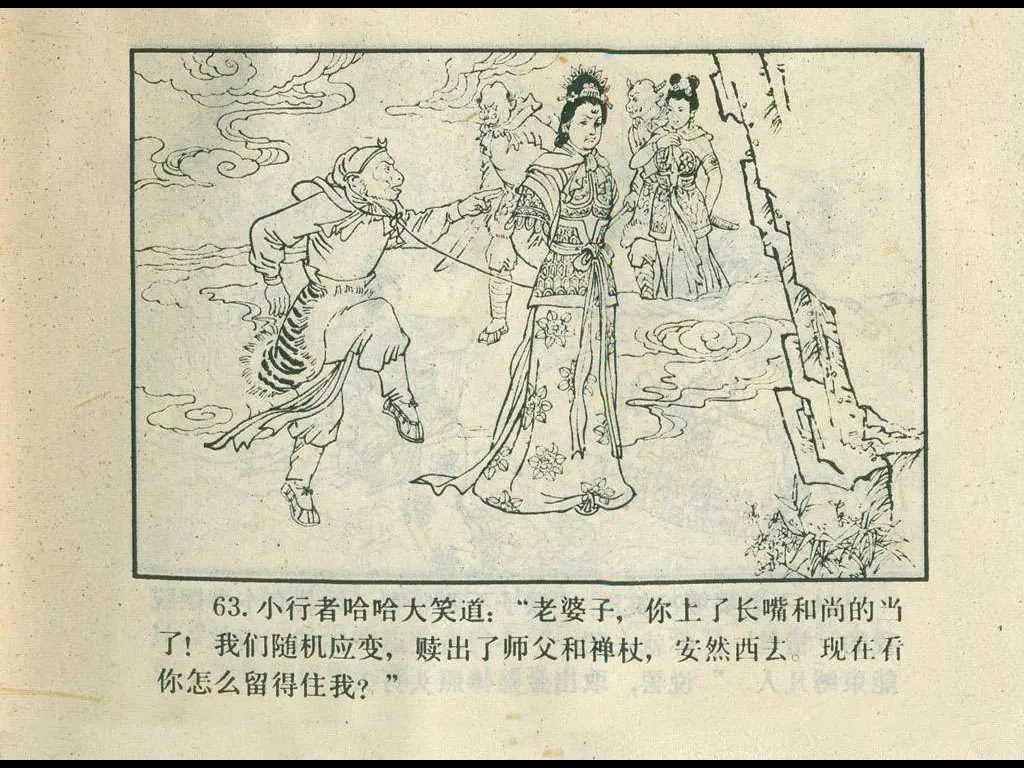 63. 小行者哈哈大笑道：“老婆子，你上了长嘴和尚的当
了！我们随机应变，赎出了师父和禅杖，安然西去。现在看
你怎么留得住我？”